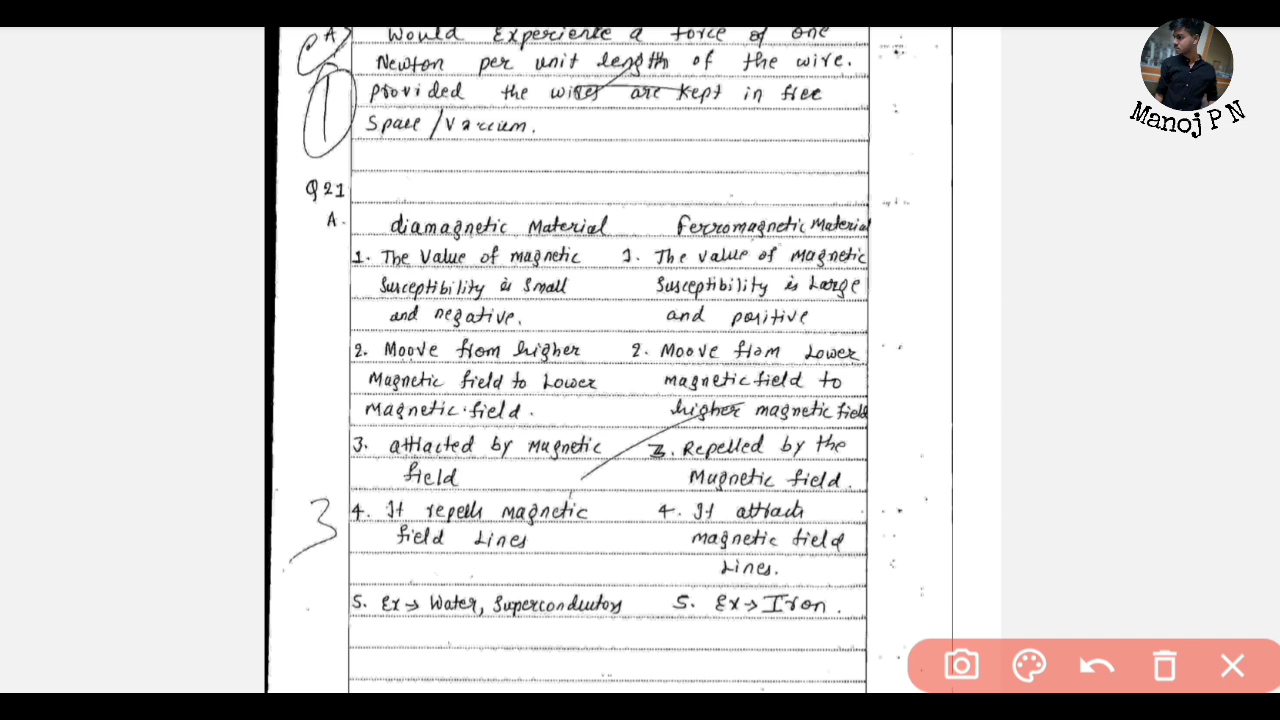 A) Would Experience a force of one
Newton per unit length of the wire.
provided the wires are kept in free
Space/Vaccum.
1
Q21
A. diamagnetic Material ferromagnetic Material
1. The Value of magnetic 1. The value of Magnetic
Susceptibility is Small Susceptibility is Large
and negative. and positive
2. Moove from higher 2. Moove from Lower
Magnetic field to Lower magnetic field to
Magnetic field. higher magnetic field
3. attacted by Magnetic 3. Repelled by the
field Magnetic field.
3
4. It repells magnetic 4. It attracts
field Lines magnetic field
Lines.
5. Ex→ Water, Superconductors 5. Ex→ Iron.
Manoj P N